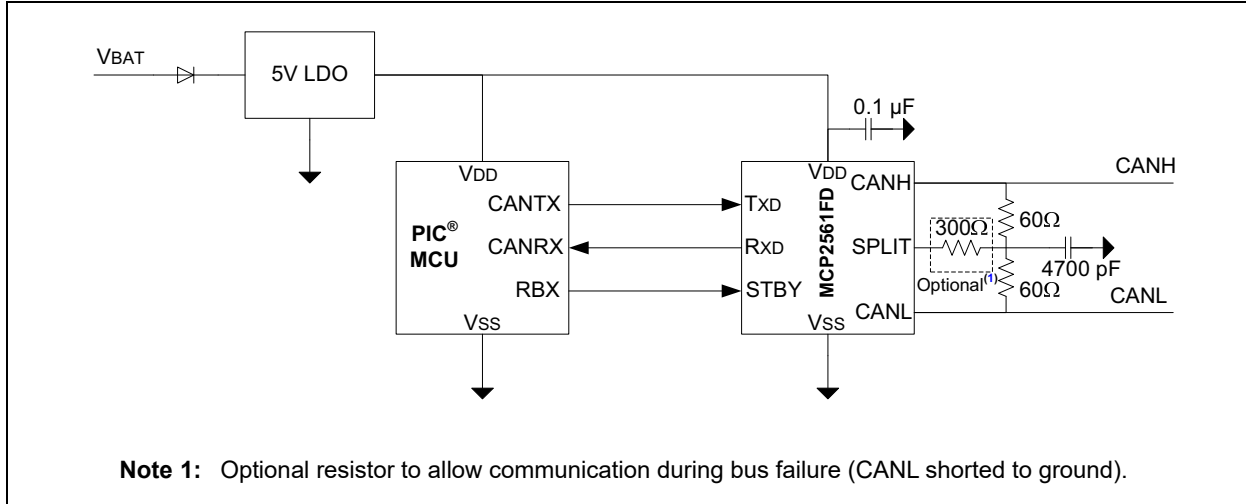 VBAT
5V LDO
0.1 µF
VDD
CANTX
CANRX
RBX
VSS
PIC®
MCU
VDD
TXD
RXD
STBY
VSS
MCP2561FD
CANH
SPLIT
CANL
300Ω
Optional(1)
60Ω
60Ω
4700 pF
CANH
CANL
Note 1: Optional resistor to allow communication during bus failure (CANL shorted to ground).